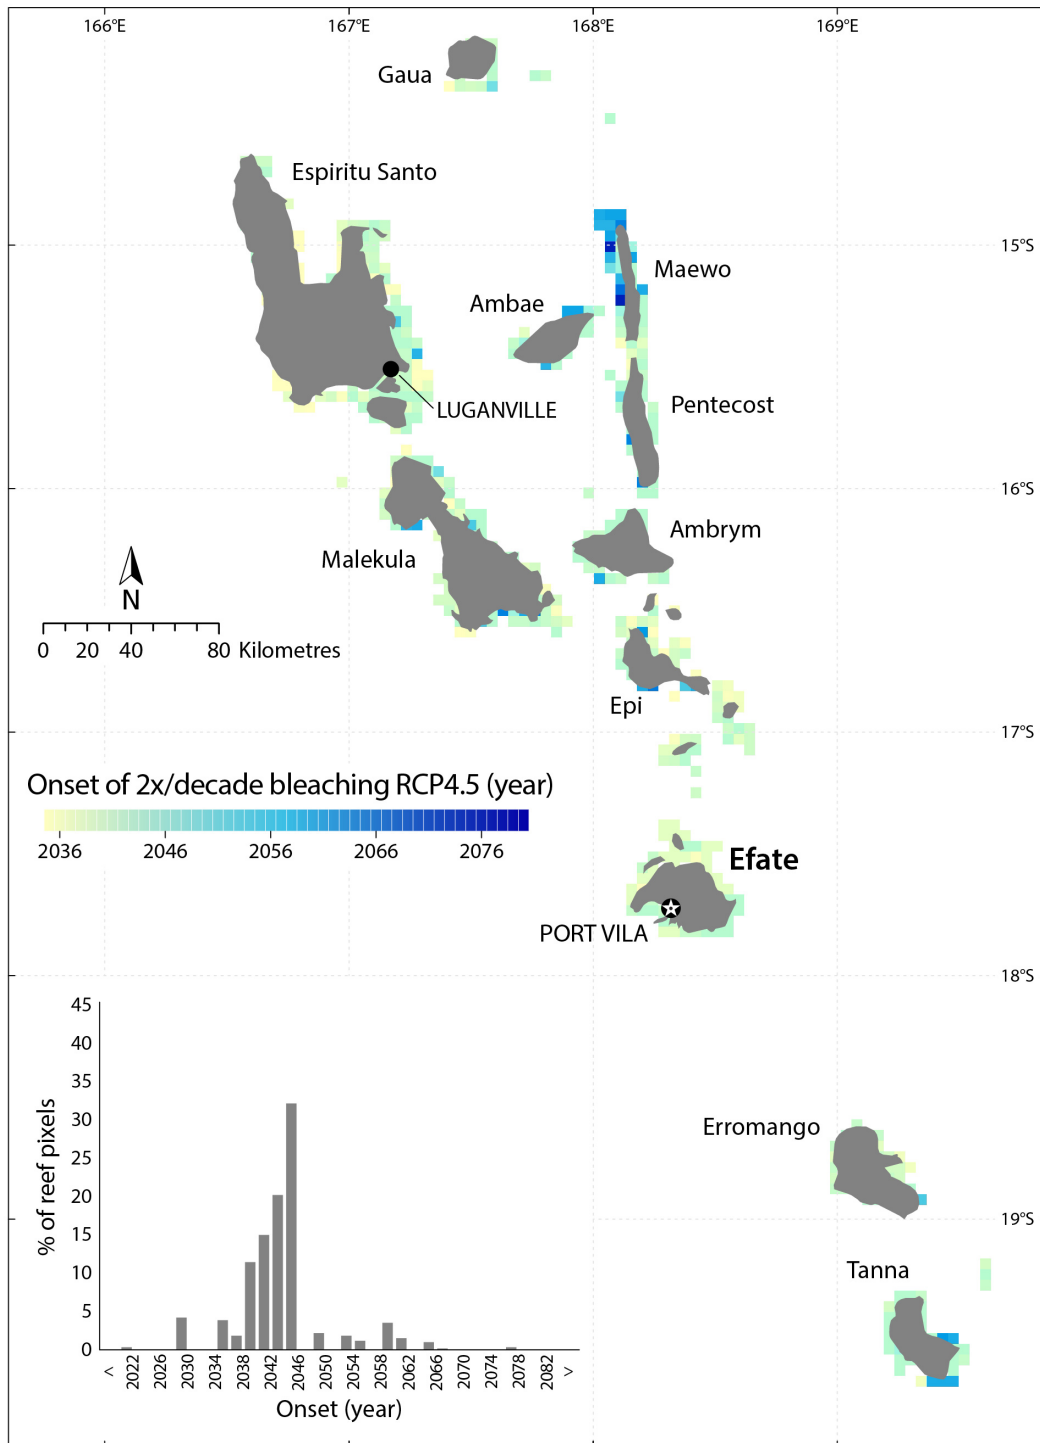 166°E 167°E 168°E 169°E
Gaua
Espiritu Santo
15°S
Maewo
Ambae
Pentecost
LUGANVILLE
16°S
Ambrym
Malekula
N
0 20 40 80 Kilometres
Epi
17°S
Onset of 2x/decade bleaching RCP4.5 (year)
2036 2046 2056 2066 2076
Efate
PORT VILA
18°S
45
40
35
30
25
20
15
10
5
0
% of reef pixels
< 2022 2026 2030 2034 2038 2042 2046 2050 2054 2058 2062 2066 2070 2074 2078 2082 >
Onset (year)
Erromango
19°S
Tanna